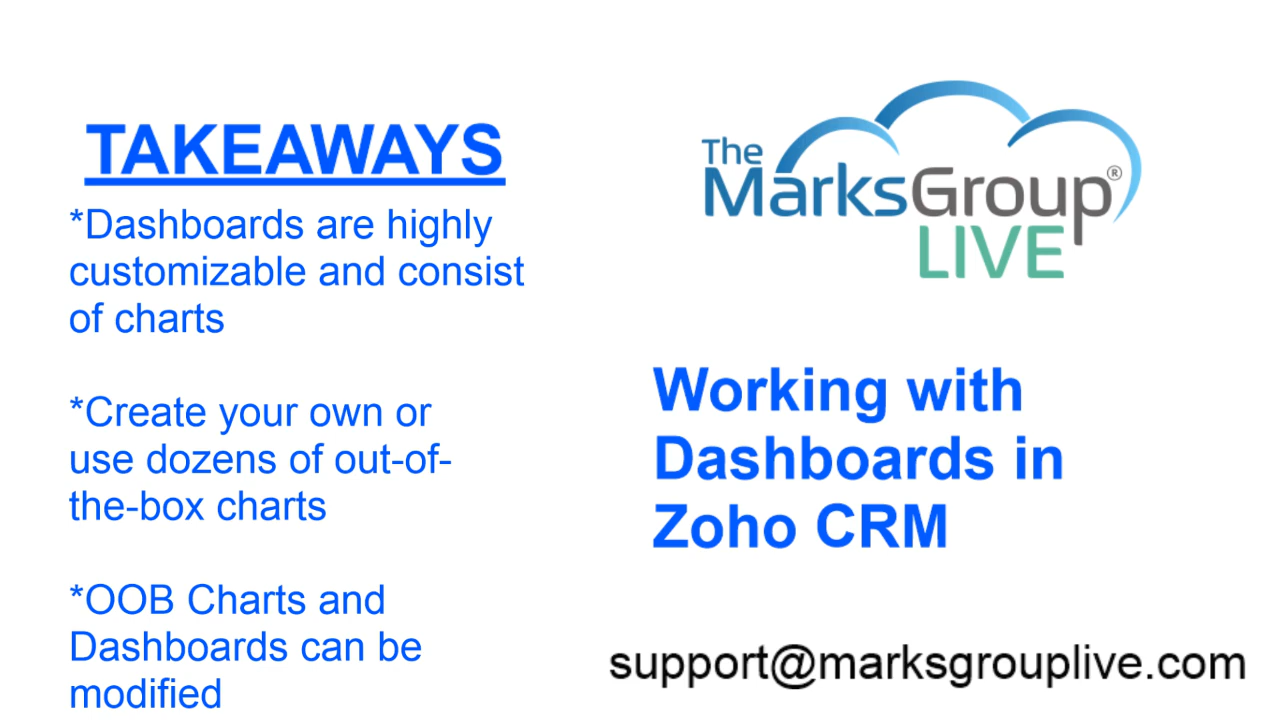 TAKEAWAYS
*Dashboards are highly
customizable and consist
of charts
*Create your own or
use dozens of out-of-
the-box charts
*OOB Charts and
Dashboards can be
modified
The
MarksGroup®
LIVE
Working with
Dashboards in
Zoho CRM
support@marksgrouplive.com